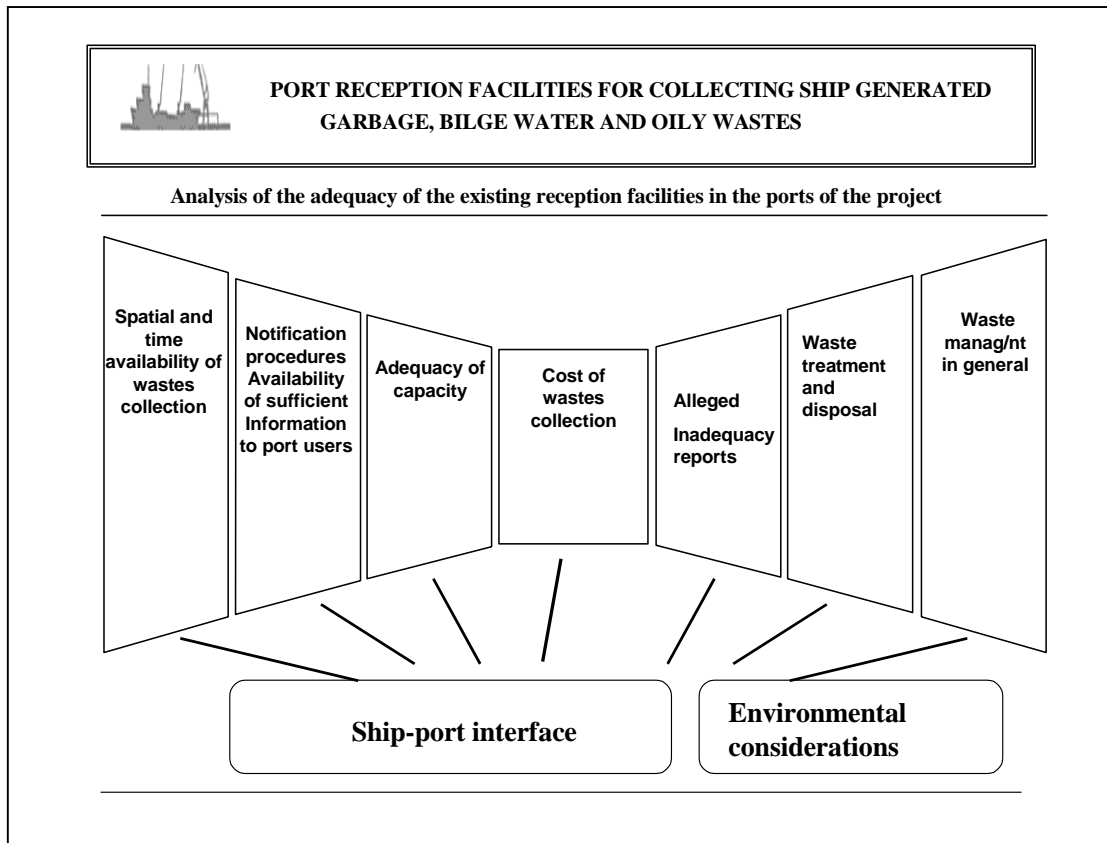 PORT RECEPTION FACILITIES FOR COLLECTING SHIP GENERATED
GARBAGE, BILGE WATER AND OILY WASTES
Analysis of the adequacy of the existing reception facilities in the ports of the project
Spatial and
time
availability of
wastes
collection
Notification
procedures
Availability
of sufficient
Information
to port users
Adequacy of
capacity
Cost of
wastes
collection
Alleged
Inadequacy
reports
Waste
treatment
and
disposal
Waste
manag/nt
in general
Ship-port interface
Environmental
considerations